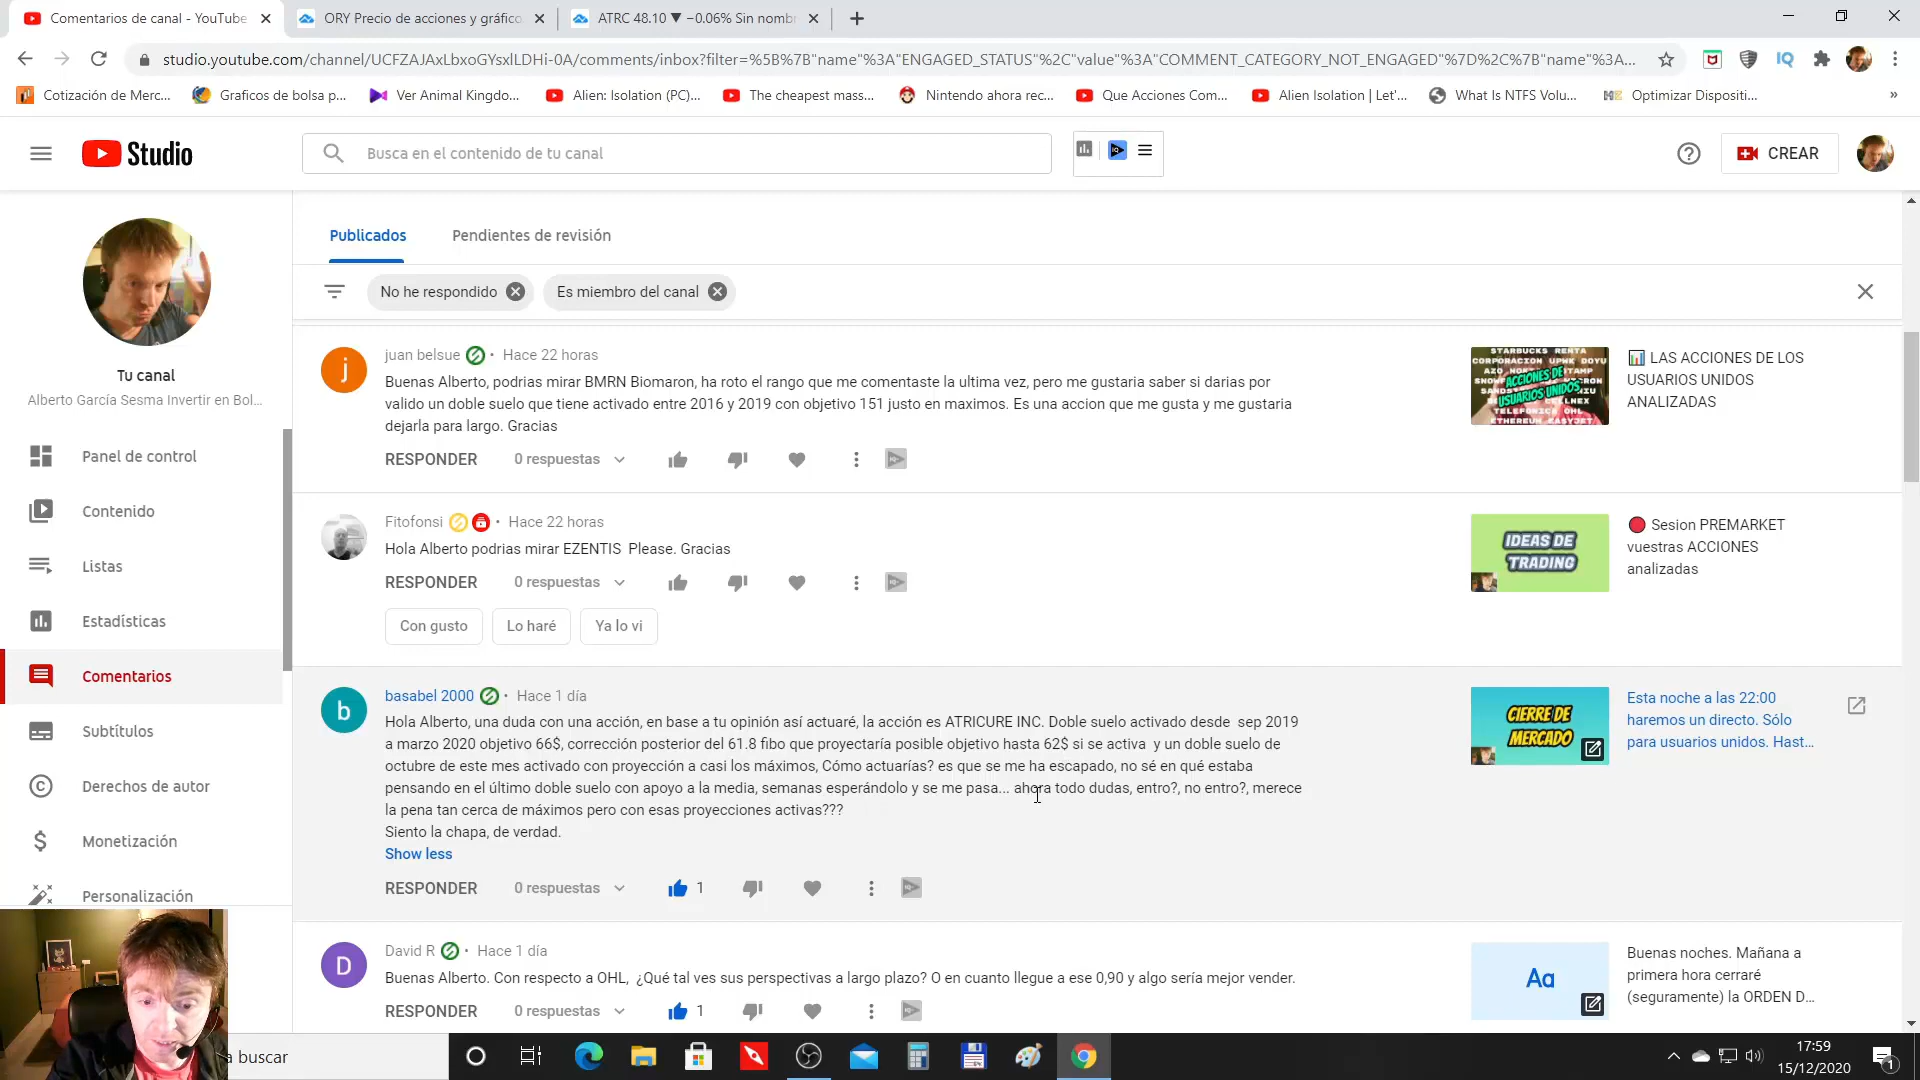 Comentarios de canal - YouTube
ORY Precio de acciones y gráfico
ATRC 48.10 ▼ −0.06% Sin nomb
studio.youtube.com/channel/UCFZAJAxLbxoGYsxlLDHi-0A/comments/inbox?filter=%5B%7B"name"%3A"ENGAGED_STATUS"%2C"value"%3A"COMMENT_CATEGORY_NOT_ENGAGED"%7D%2C%7B"name"%3A...
IQ
Cotización de Merc...
Graficos de bolsa p...
Ver Animal Kingdo...
Alien: Isolation (PC)...
The cheapest mass...
Nintendo ahora rec...
Que Acciones Com...
Alien Isolation | Let'...
What Is NTFS Volu...
Optimizar Dispositi...
»
Studio
Busca en el contenido de tu canal
CREAR
Publicados
Pendientes de revisión
No he respondido
Es miembro del canal
Tu canal
Alberto García Sesma Invertir en Bol...
Panel de control
Contenido
Listas
Estadísticas
Comentarios
Subtítulos
Derechos de autor
Monetización
Personalización
j
juan belsue • Hace 22 horas
Buenas Alberto, podrias mirar BMRN Biomaron, ha roto el rango que me comentaste la ultima vez, pero me gustaria saber si darias por
valido un doble suelo que tiene activado entre 2016 y 2019 con objetivo 151 justo en maximos. Es una accion que me gusta y me gustaria
dejarla para largo. Gracias
RESPONDER 0 respuestas
ACCIONES DE
USUARIOS UNIDOS
📊 LAS ACCIONES DE LOS
USUARIOS UNIDOS
ANALIZADAS
Fitofonsi • Hace 22 horas
Hola Alberto podrias mirar EZENTIS  Please. Gracias
RESPONDER 0 respuestas
Con gusto
Lo haré
Ya lo vi
IDEAS DE
TRADING
🔴 Sesion PREMARKET
vuestras ACCIONES
analizadas
b
basabel 2000 • Hace 1 día
Hola Alberto, una duda con una acción, en base a tu opinión así actuaré, la acción es ATRICURE INC. Doble suelo activado desde  sep 2019
a marzo 2020 objetivo 66$, corrección posterior del 61.8 fibo que proyectaría posible objetivo hasta 62$ si se activa  y un doble suelo de
octubre de este mes activado con proyección a casi los máximos, Cómo actuarías? es que se me ha escapado, no sé en qué estaba
pensando en el último doble suelo con apoyo a la media, semanas esperándolo y se me pasa... ahora todo dudas, entro?, no entro?, merece
la pena tan cerca de máximos pero con esas proyecciones activas???
Siento la chapa, de verdad.
Show less
RESPONDER 0 respuestas 1
CIERRE DE
MERCADO
Esta noche a las 22:00
haremos un directo. Sólo
para usuarios unidos. Hast...
D
David R • Hace 1 día
Buenas Alberto. Con respecto a OHL,  ¿Qué tal ves sus perspectivas a largo plazo? O en cuanto llegue a ese 0,90 y algo sería mejor vender.
RESPONDER 0 respuestas 1
Aa
Buenas noches. Mañana a
primera hora cerraré
(seguramente) la ORDEN D...
a buscar
17:59
15/12/2020
1